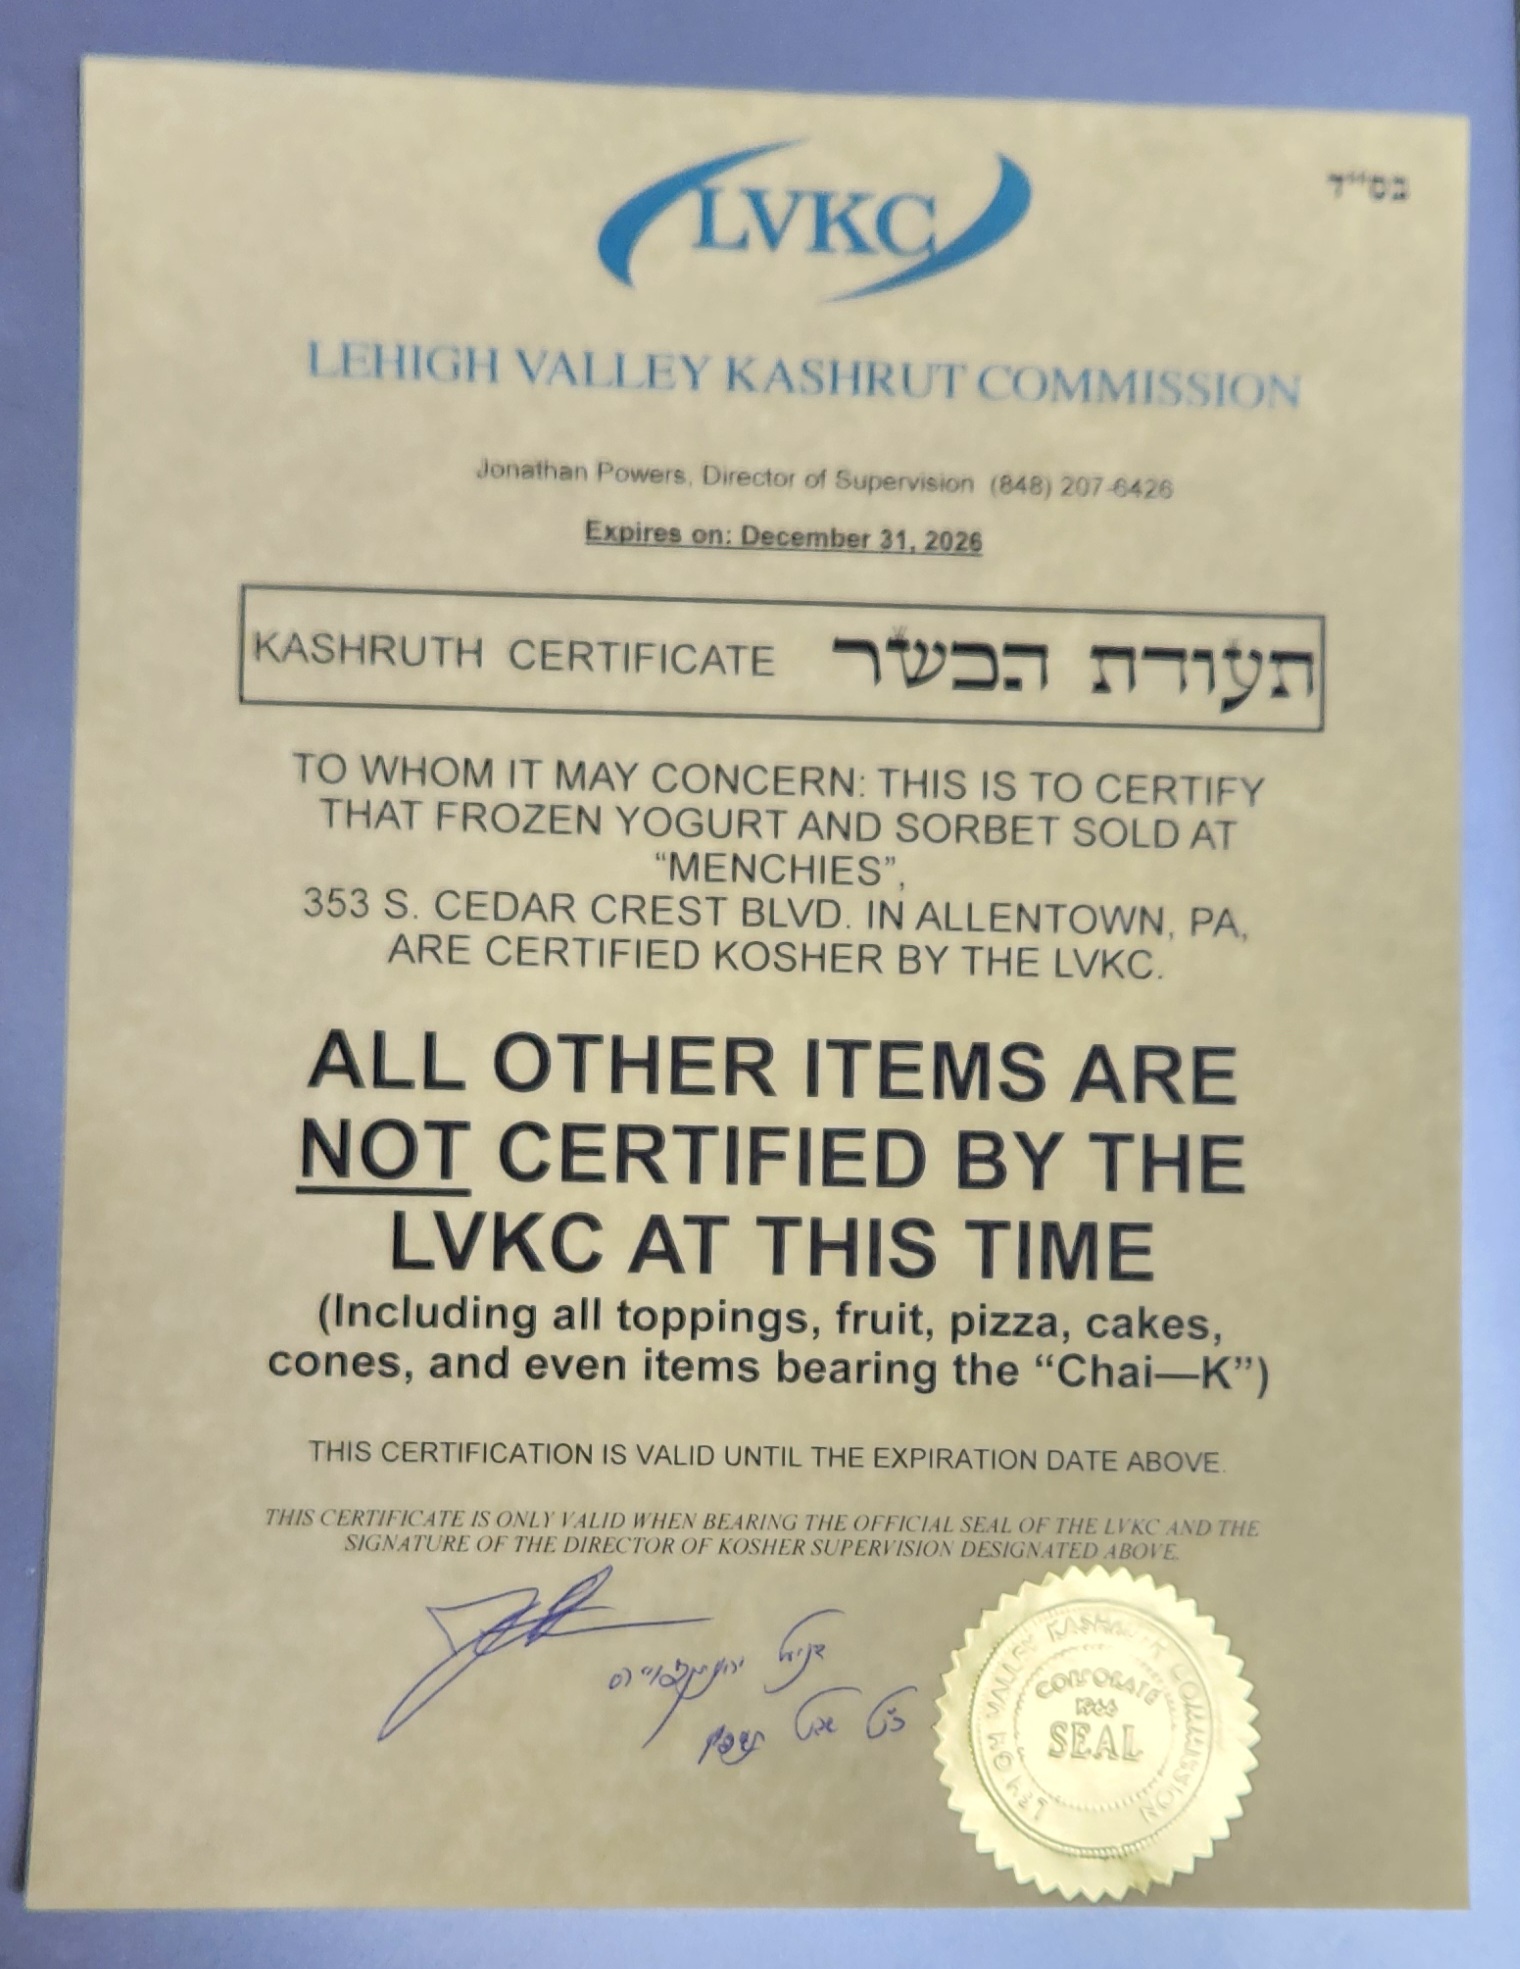 בס"ד
LVKC
LEHIGH VALLEY KASHRUT COMMISSION
Jonathan Powers, Director of Supervision (848) 207-6426
Expires on: December 31, 2026
KASHRUTH CERTIFICATE תעודת הכשר
TO WHOM IT MAY CONCERN: THIS IS TO CERTIFY
THAT FROZEN YOGURT AND SORBET SOLD AT
“MENCHIES”,
353 S. CEDAR CREST BLVD. IN ALLENTOWN, PA,
ARE CERTIFIED KOSHER BY THE LVKC.
ALL OTHER ITEMS ARE
NOT CERTIFIED BY THE
LVKC AT THIS TIME
(Including all toppings, fruit, pizza, cakes,
cones, and even items bearing the “Chai—K”)
THIS CERTIFICATION IS VALID UNTIL THE EXPIRATION DATE ABOVE.
THIS CERTIFICATE IS ONLY VALID WHEN BEARING THE OFFICIAL SEAL OF THE LVKC AND THE
SIGNATURE OF THE DIRECTOR OF KOSHER SUPERVISION DESIGNATED ABOVE.
LEHIGH VALLEY KASHRUT COMMISSION
CORPORATE
SEAL